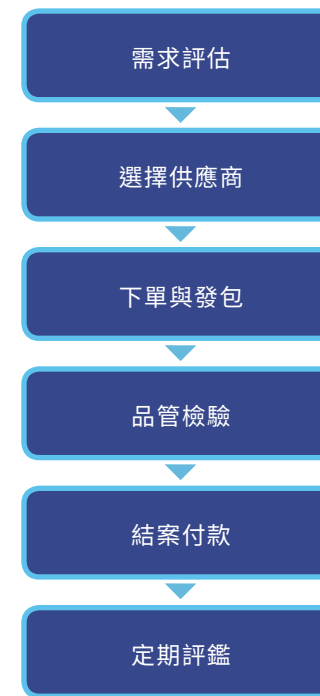 需求評估
選擇供應商
下單與發包
品管檢驗
結案付款
定期評鑑